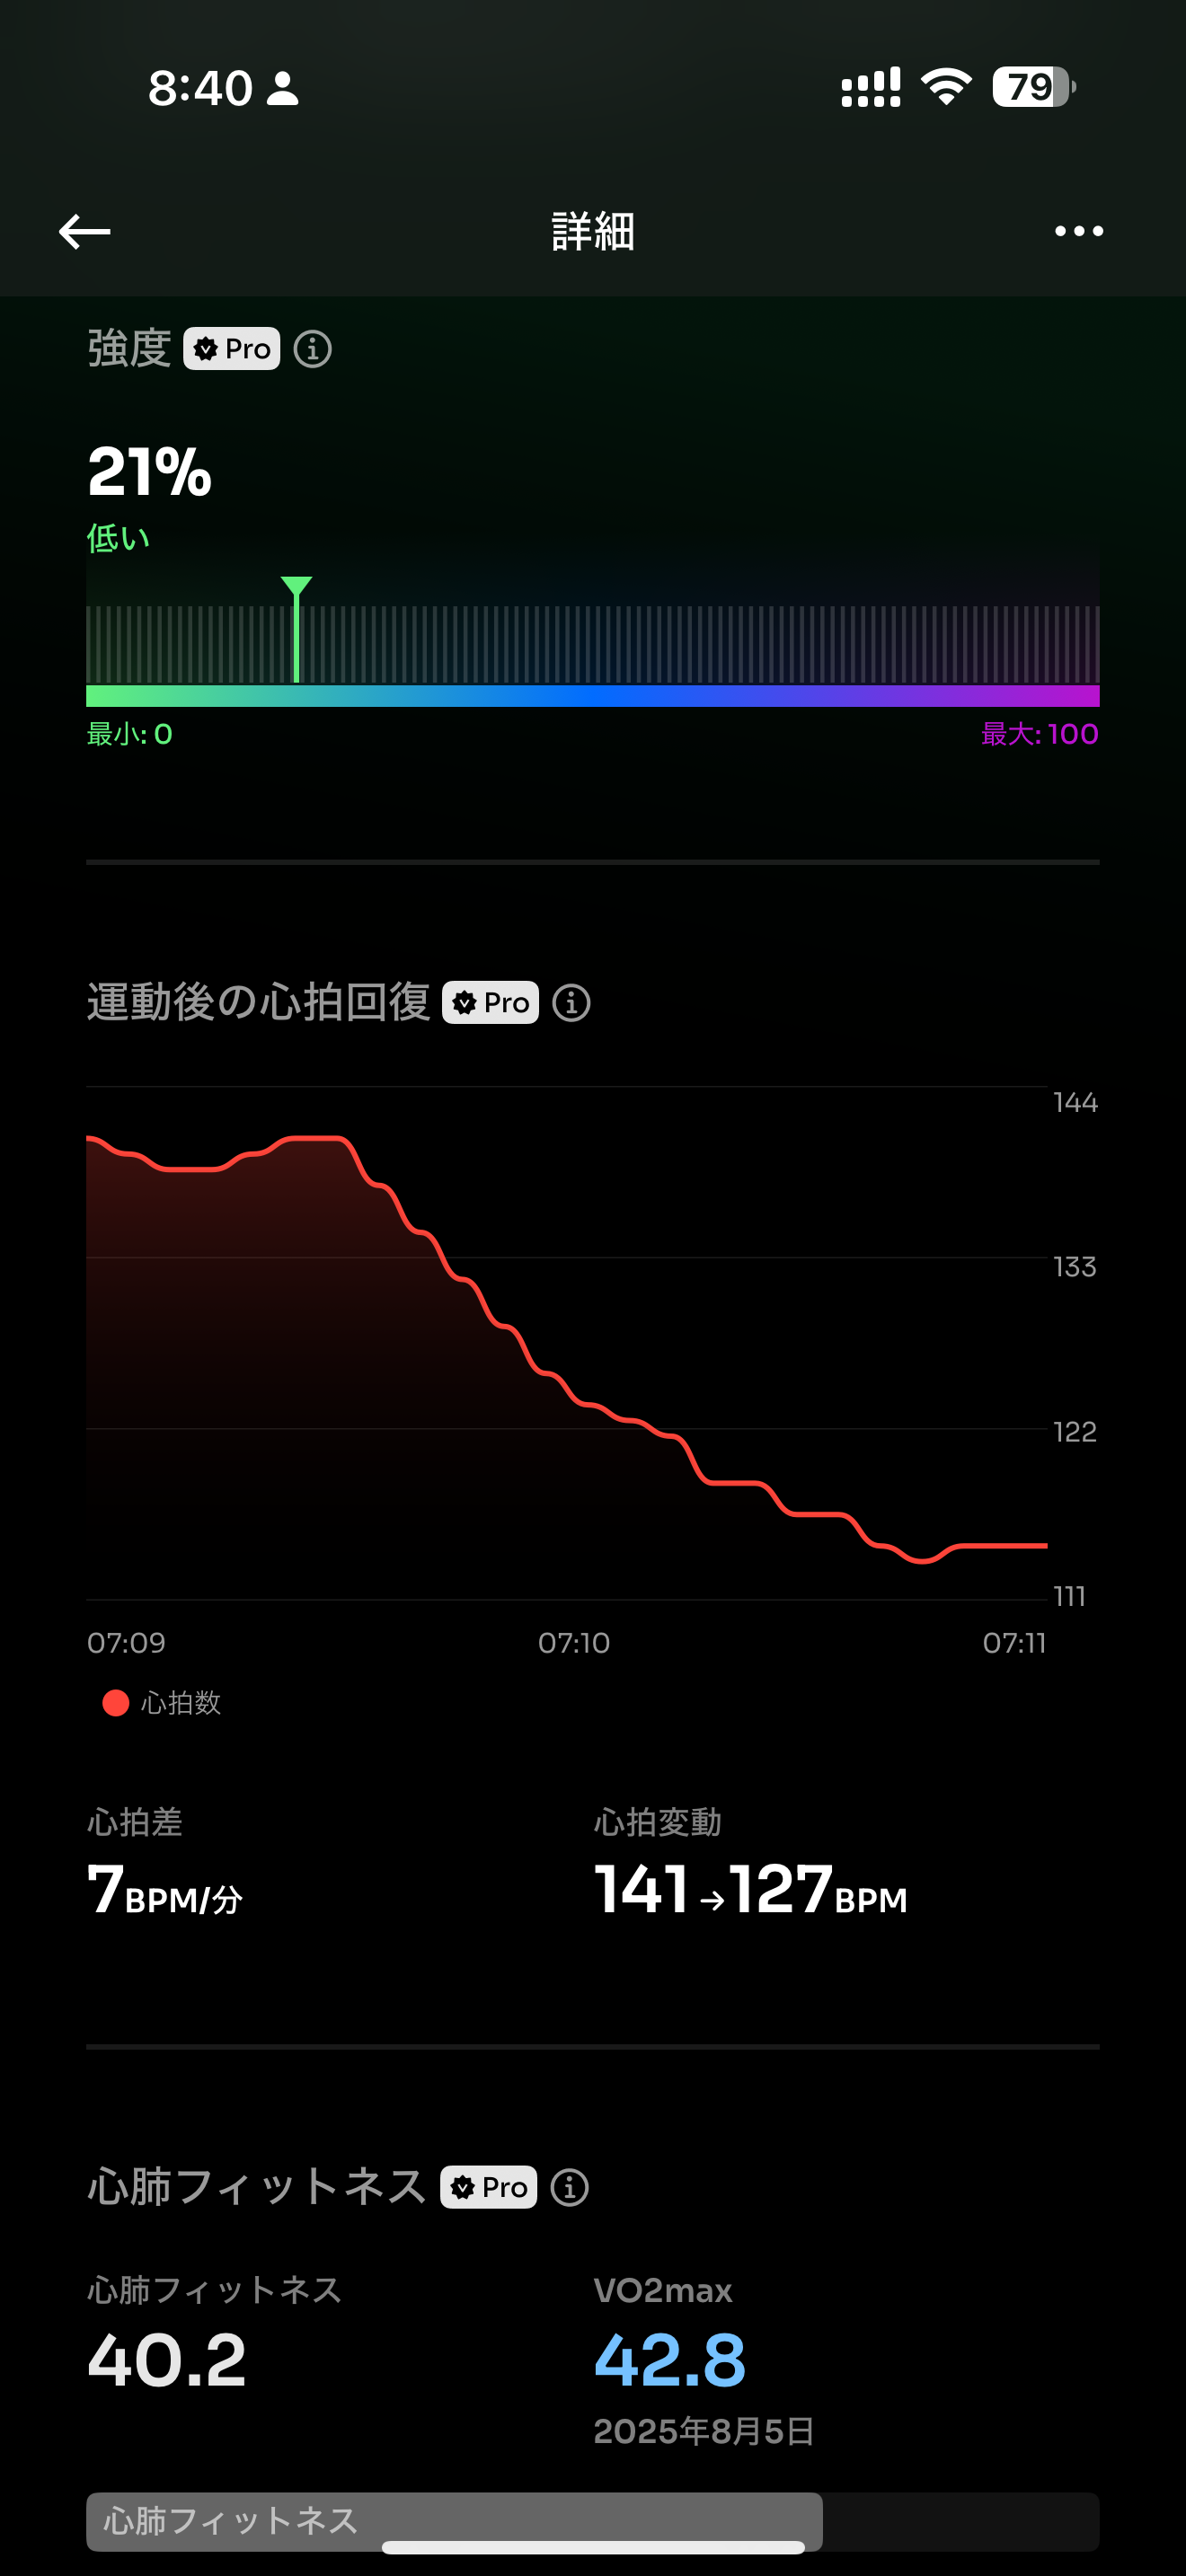 8:40
79
詳細
強度 Pro
21%
低い
最小: 0 最大: 100
運動後の心拍回復 Pro
144
133
122
111
07:09 07:10 07:11
心拍数
心拍差 心拍変動
7BPM/分 141→127BPM
心肺フィットネス Pro
心肺フィットネス VO2max
40.2 42.8
2025年8月5日
心肺フィットネス